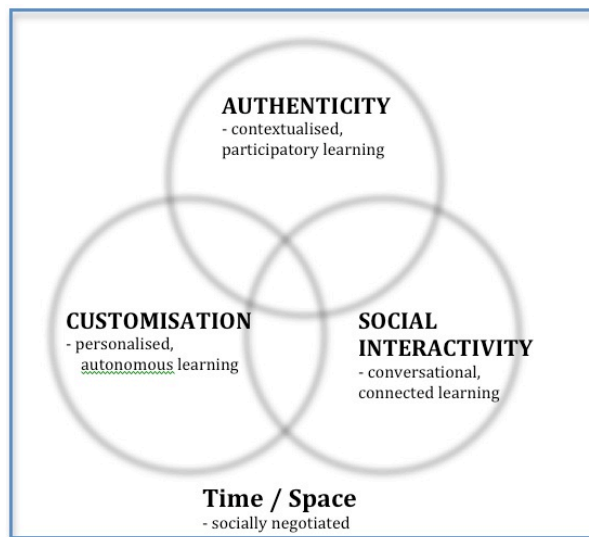 AUTHENTICITY
- contextualised,
participatory learning
CUSTOMISATION
- personalised,
autonomous learning
SOCIAL
INTERACTIVITY
- conversational,
connected learning
Time / Space
- socially negotiated